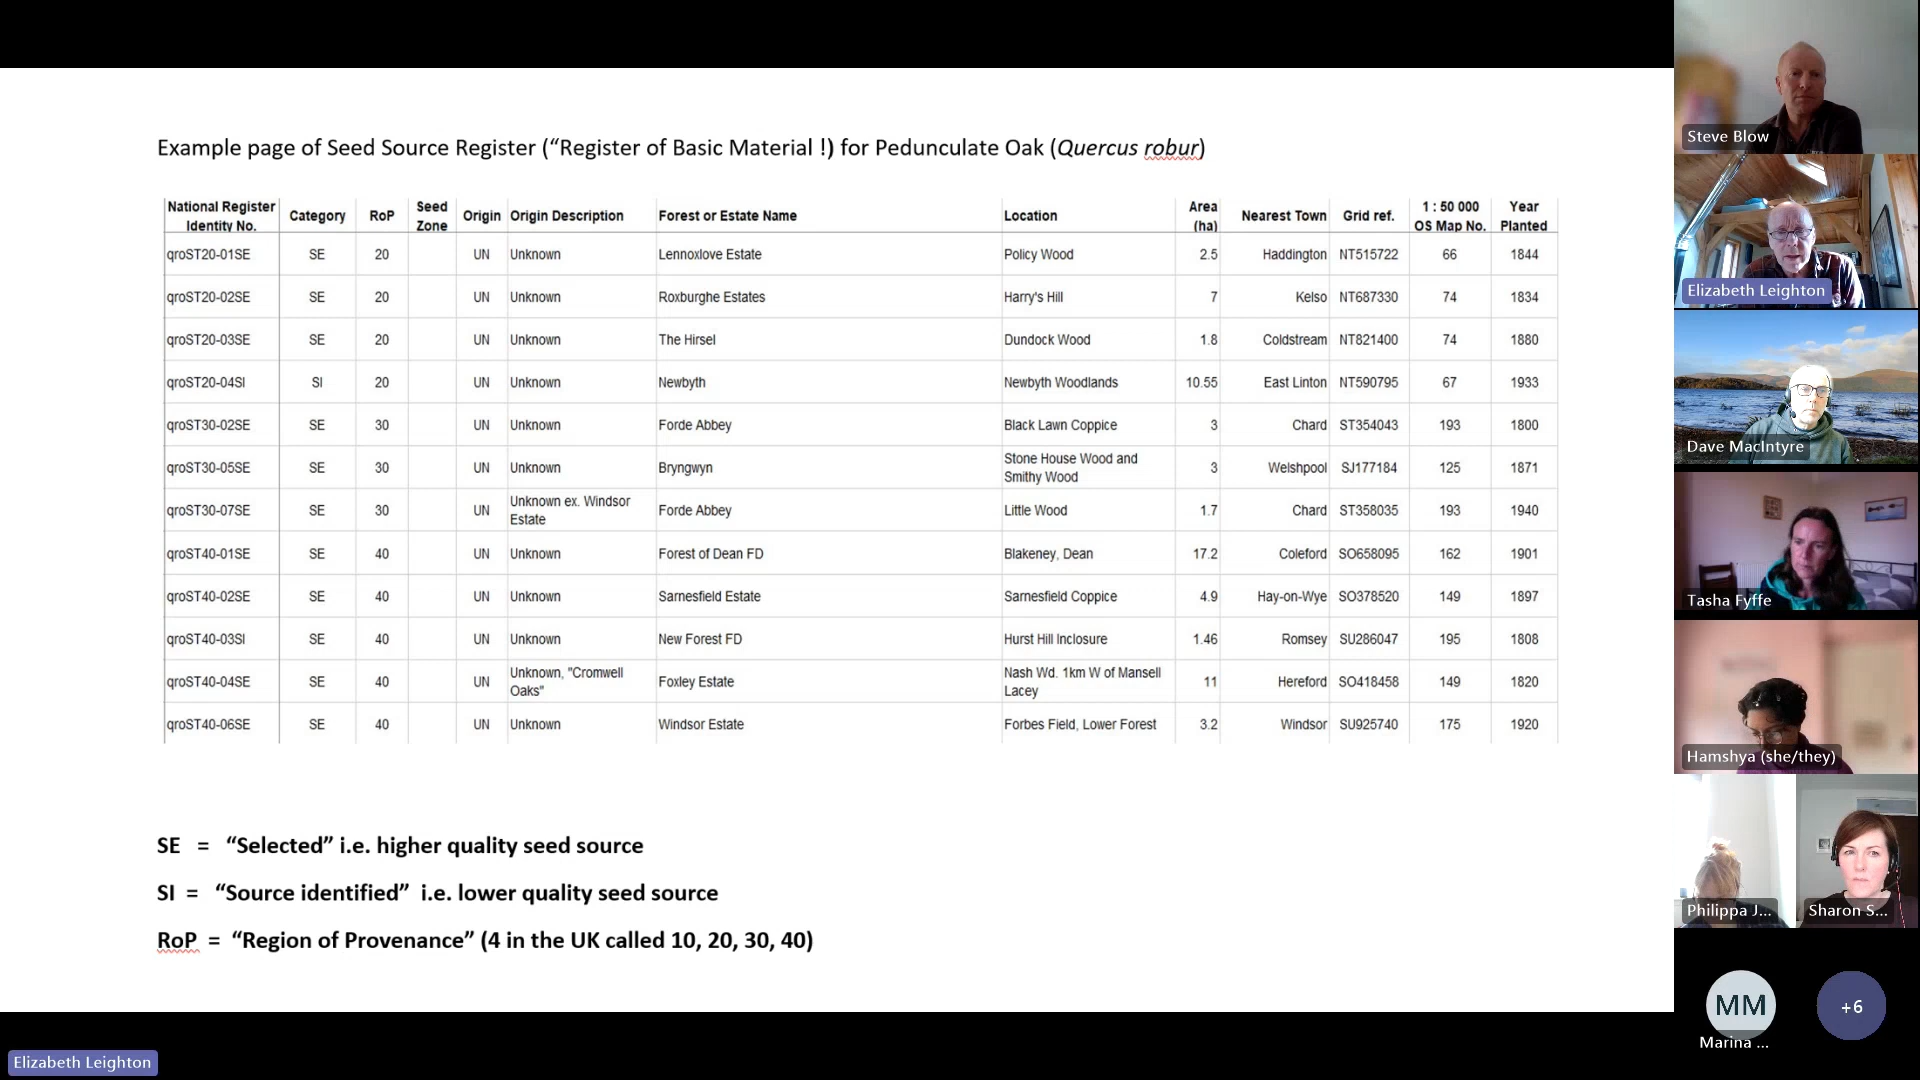 Example page of Seed Source Register (“Register of Basic Material !) for Pedunculate Oak (Quercus robur)
National Register Identity No. Category RoP Seed Zone Origin Origin Description Forest or Estate Name Location Area (ha) Nearest Town Grid ref. 1 : 50 000 OS Map No. Year Planted
qroST20-01SE SE 20 UN Unknown Lennoxlove Estate Policy Wood 2.5 Haddington NT515722 66 1844
qroST20-02SE SE 20 UN Unknown Roxburghe Estates Harry's Hill 7 Kelso NT687330 74 1834
qroST20-03SE SE 20 UN Unknown The Hirsel Dundock Wood 1.8 Coldstream NT821400 74 1880
qroST20-04SI SI 20 UN Unknown Newbyth Newbyth Woodlands 10.55 East Linton NT590795 67 1933
qroST30-02SE SE 30 UN Unknown Forde Abbey Black Lawn Coppice 3 Chard ST354043 193 1800
qroST30-05SE SE 30 UN Unknown Bryngwyn Stone House Wood and Smithy Wood 3 Welshpool SJ177184 125 1871
qroST30-07SE SE 30 UN Unknown ex. Windsor Estate Forde Abbey Little Wood 1.7 Chard ST358035 193 1940
qroST40-01SE SE 40 UN Unknown Forest of Dean FD Blakeney, Dean 17.2 Coleford SO658095 162 1901
qroST40-02SE SE 40 UN Unknown Sarnesfield Estate Sarnesfield Coppice 4.9 Hay-on-Wye SO378520 149 1897
qroST40-03SI SE 40 UN Unknown New Forest FD Hurst Hill Inclosure 1.46 Romsey SU286047 195 1808
qroST40-04SE SE 40 UN Unknown, "Cromwell Oaks" Foxley Estate Nash Wd. 1km W of Mansell Lacey 11 Hereford SO418458 149 1820
qroST40-06SE SE 40 UN Unknown Windsor Estate Forbes Field, Lower Forest 3.2 Windsor SU925740 175 1920
SE = “Selected” i.e. higher quality seed source
SI = “Source identified” i.e. lower quality seed source
RoP = “Region of Provenance” (4 in the UK called 10, 20, 30, 40)
Steve Blow
Elizabeth Leighton
Dave MacIntyre
Tasha Fyffe
Hamshya (she/they)
Philippa J...
Sharon S...
MM
Marina ...
+6
Elizabeth Leighton